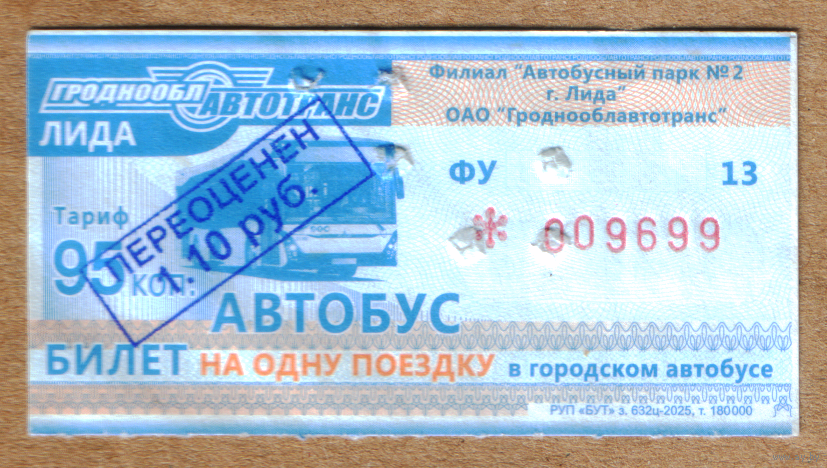 ГРОДНООБЛ
АВТОТРАНС
ЛИДА
Филиал "Автобусный парк №2
г. Лида"
ОАО "Гроднооблавтотранс"
ФУ 13
* 009699
Тариф
95 КОП.
ПЕРЕОЦЕНЕН
1.10 руб.
АВТОБУС
БИЛЕТ НА ОДНУ ПОЕЗДКУ в городском автобусе
РУП «БУТ» з. 632ц-2025, т. 180000